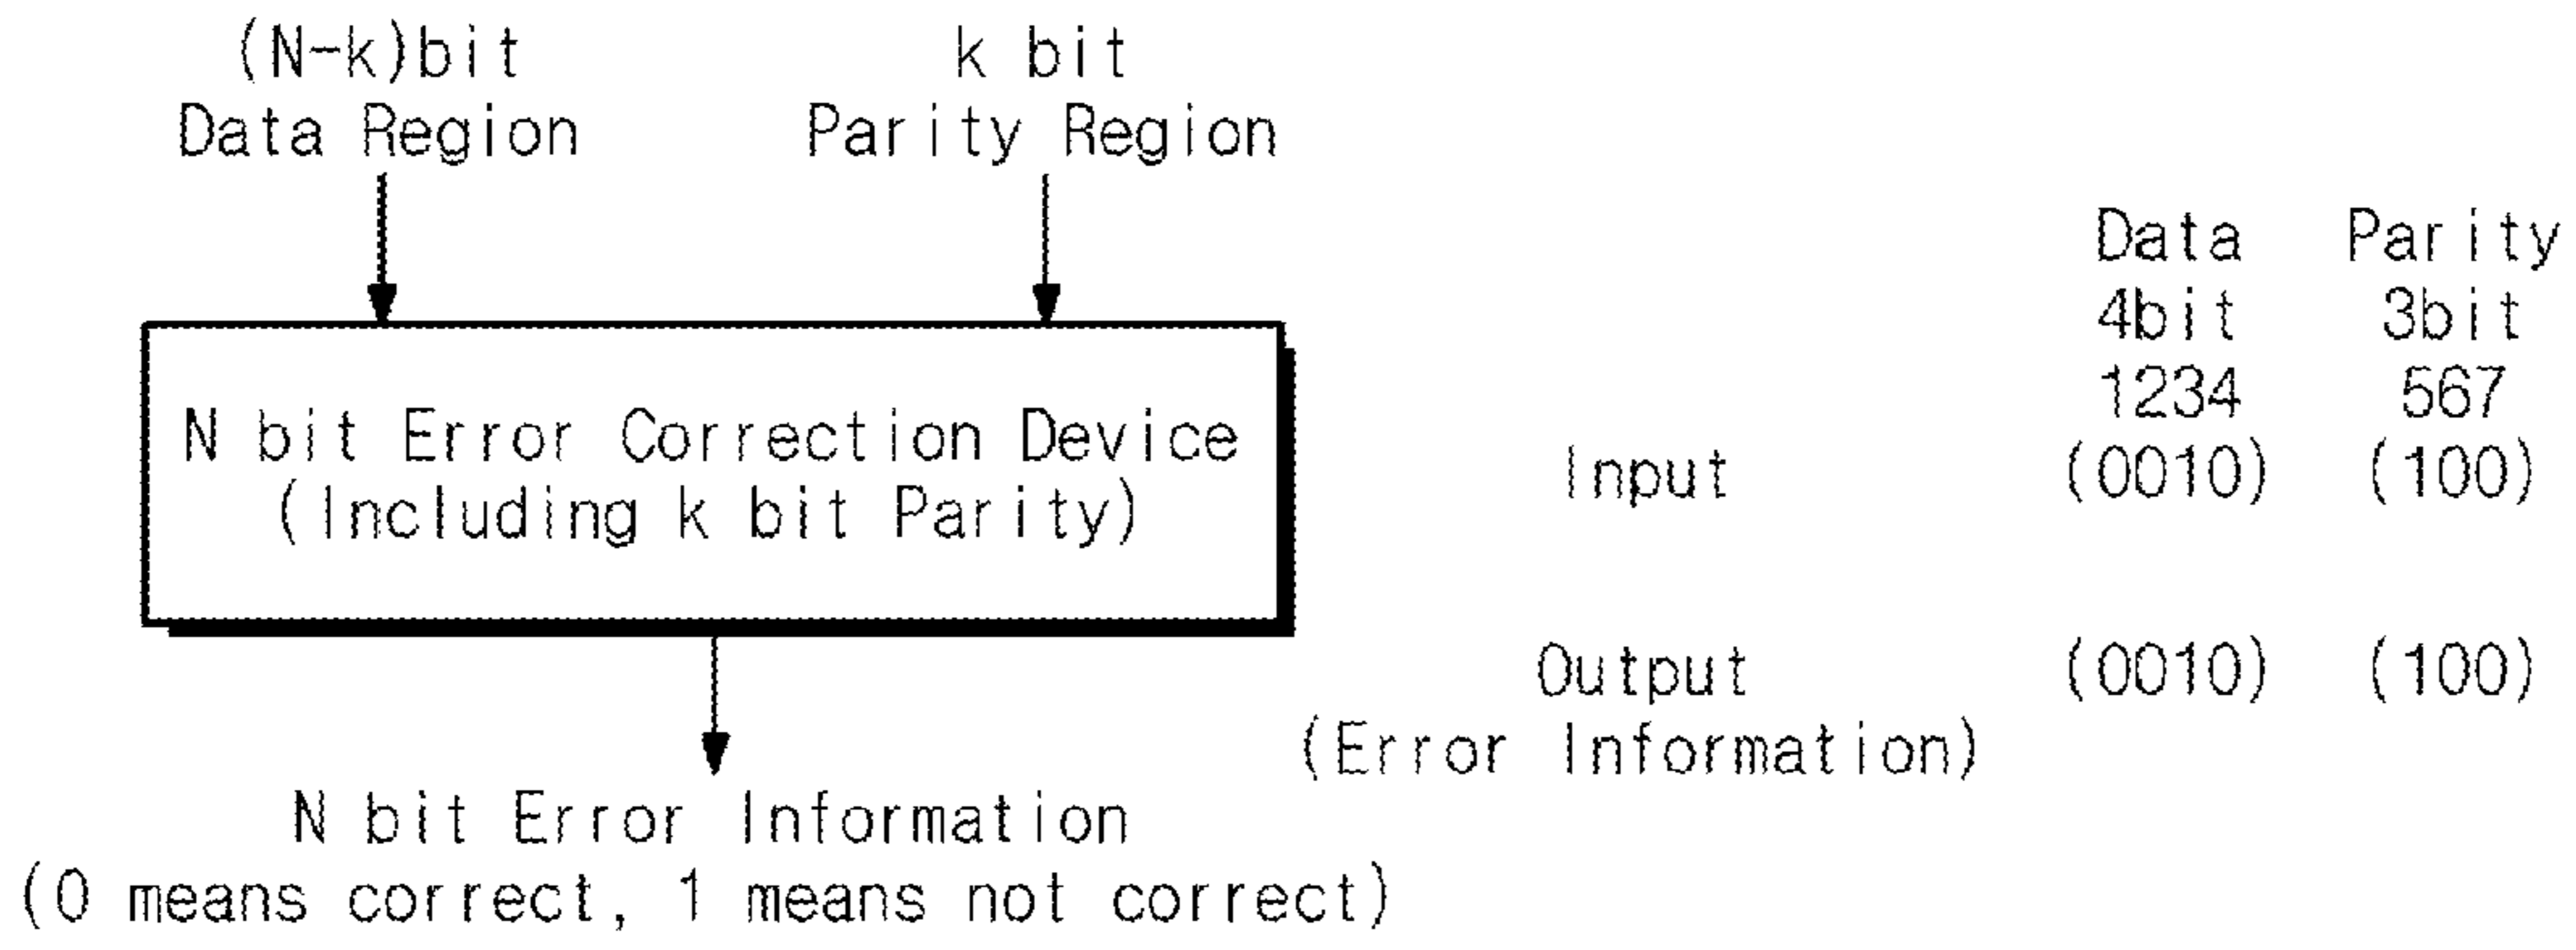 (N-k)bit
Data Region
k bit
Parity Region
N bit Error Correction Device
(Including k bit Parity)
N bit Error Information
(0 means correct, 1 means not correct)
Data Parity
4bit 3bit
1234 567
Input (0010) (100)
Output (0010) (100)
(Error Information)